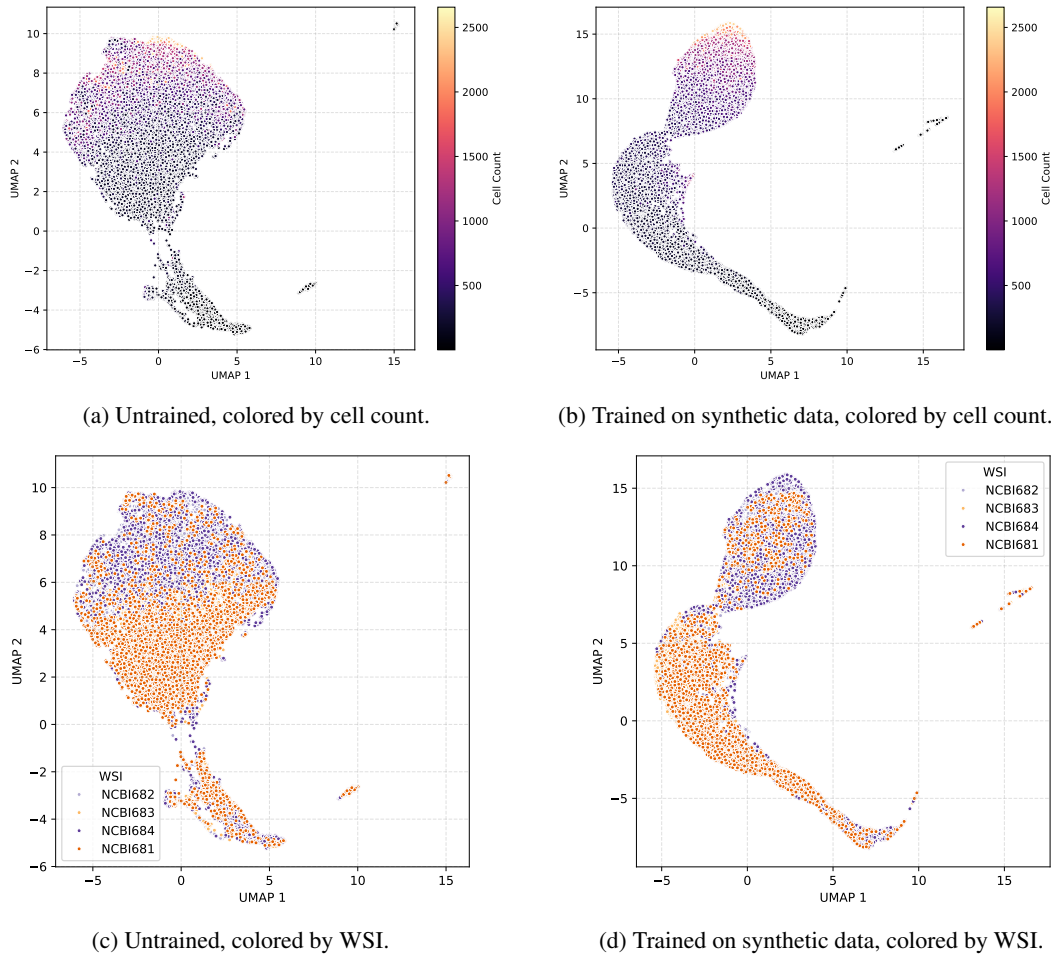 10
8
6
4
2
0
−2
−4
−6
UMAP 2
−5
0
5
10
15
UMAP 1
2500
2000
1500
1000
500
Cell Count
(a) Untrained, colored by cell count.
15
10
5
0
−5
UMAP 2
−5
0
5
10
15
UMAP 1
2500
2000
1500
1000
500
Cell Count
(b) Trained on synthetic data, colored by cell count.
10
8
6
4
2
0
−2
−4
−6
UMAP 2
WSI
NCBI682
NCBI683
NCBI684
NCBI681
−5
0
5
10
15
UMAP 1
(c) Untrained, colored by WSI.
WSI
NCBI682
NCBI683
NCBI684
NCBI681
15
10
5
0
−5
UMAP 2
−5
0
5
10
15
UMAP 1
(d) Trained on synthetic data, colored by WSI.